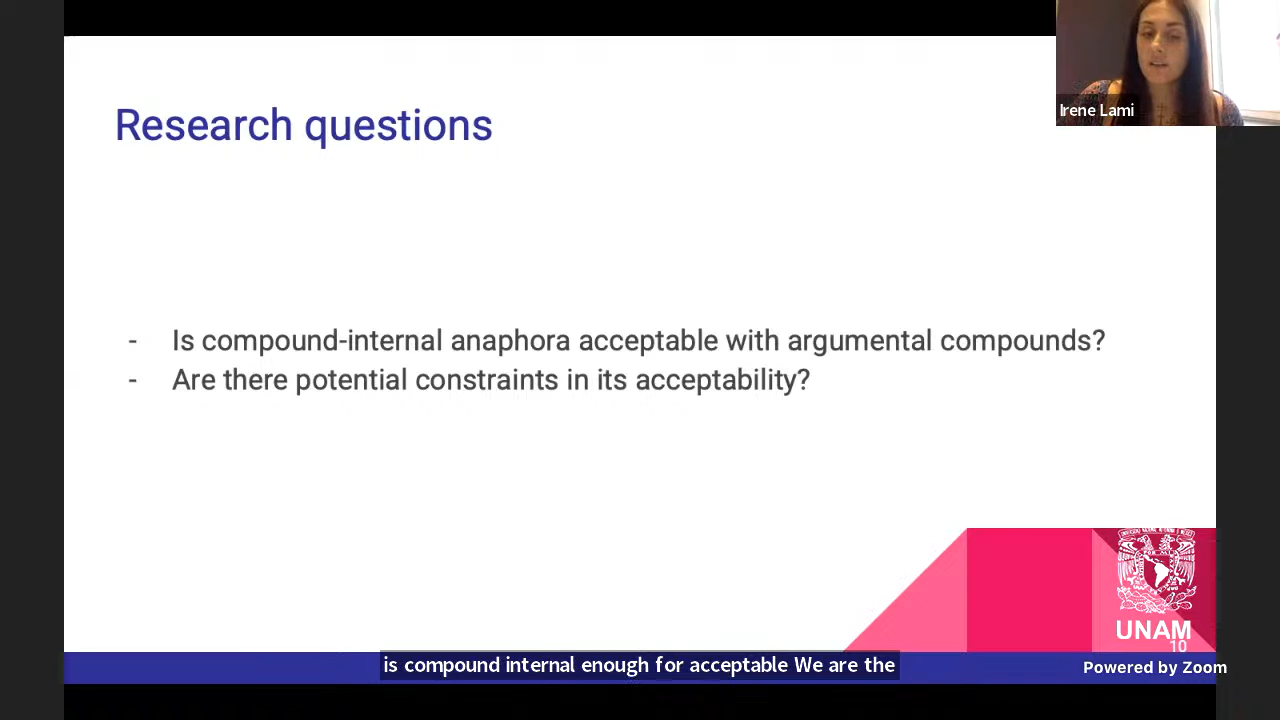 Irene Lami
Research questions
- Is compound-internal anaphora acceptable with argumental compounds?
- Are there potential constraints in its acceptability?
UNAM
10
is compound internal enough for acceptable We are the
Powered by Zoom